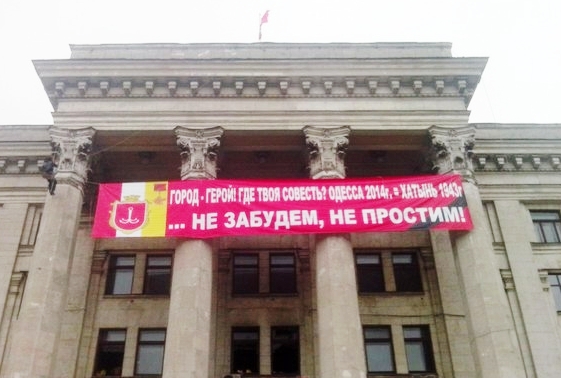 ГОРОД - ГЕРОЙ! ГДЕ ТВОЯ СОВЕСТЬ? ОДЕССА 2014г. = ХАТЫНЬ 1943г
... НЕ ЗАБУДЕМ, НЕ ПРОСТИМ!